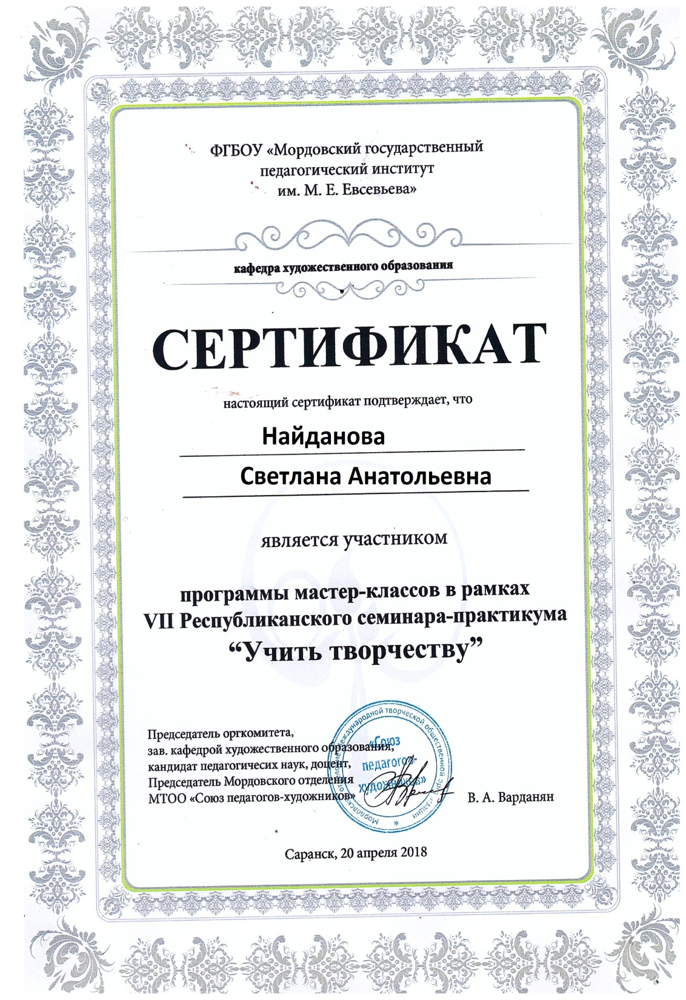 ФГБОУ «Мордовский государственный
педагогический институт
им. М. Е. Евсевьева»
кафедра художественного образования
СЕРТИФИКАТ
настоящий сертификат подтверждает, что
Найданова
Светлана Анатольевна
является участником
программы мастер-классов в рамках
VII Республиканского семинара-практикума
“Учить творчеству”
Председатель оргкомитета,
зав. кафедрой художественного образования,
кандидат педагогичесих наук, доцент,
Председатель Мордовского отделения
МТОО «Союз педагогов-художников»
В. А. Варданян
Мордовское отделение Международной творческой общественной организации
«Союз
педагогов-
художников»
Саранск, 20 апреля 2018